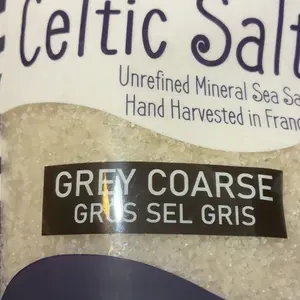 Celtic Salt
Unrefined Mineral Sea Sa
Hand Harvested in Franc
GREY COARSE
GROS SEL GRIS